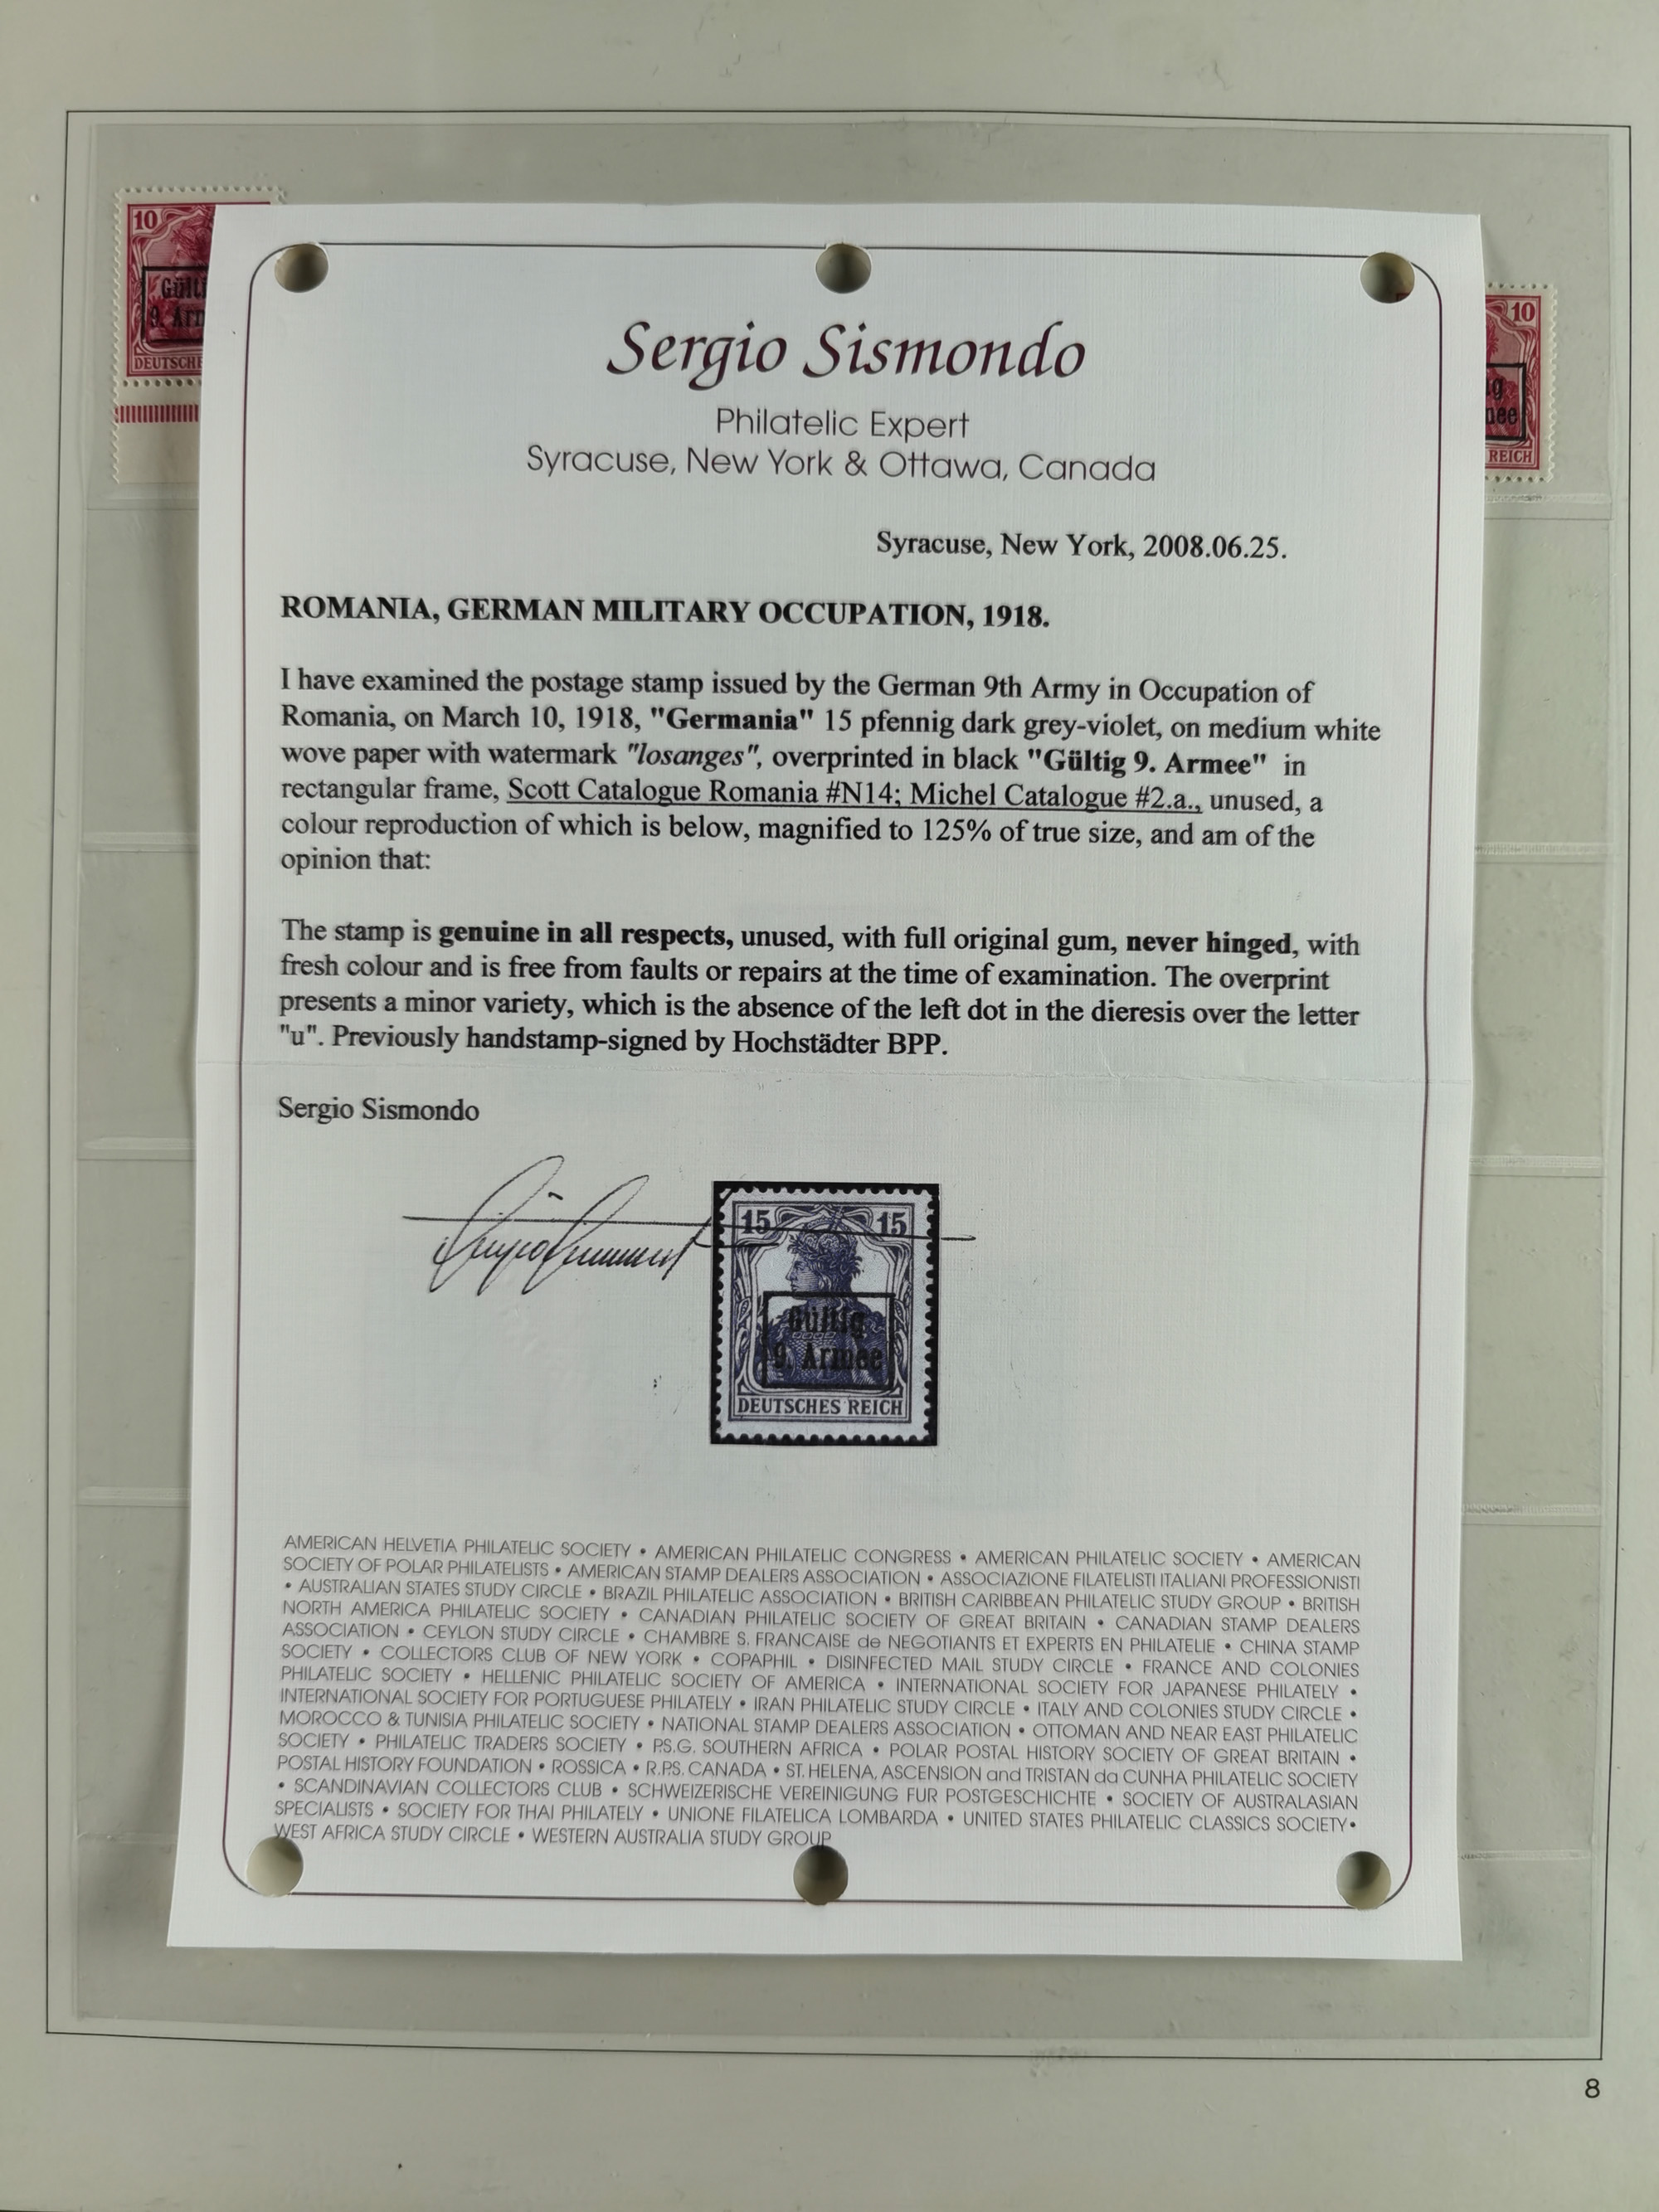 10
Gülti
9. Arm
DEUTSCHE
10
ig
mee
REICH
Sergio Sismondo
Philatelic Expert
Syracuse, New York & Ottawa, Canada
Syracuse, New York, 2008.06.25.
ROMANIA, GERMAN MILITARY OCCUPATION, 1918.
I have examined the postage stamp issued by the German 9th Army in Occupation of
Romania, on March 10, 1918, "Germania" 15 pfennig dark grey-violet, on medium white
wove paper with watermark "losanges", overprinted in black "Gültig 9. Armee" in
rectangular frame, Scott Catalogue Romania #N14; Michel Catalogue #2.a., unused, a
colour reproduction of which is below, magnified to 125% of true size, and am of the
opinion that:
The stamp is genuine in all respects, unused, with full original gum, never hinged, with
fresh colour and is free from faults or repairs at the time of examination. The overprint
presents a minor variety, which is the absence of the left dot in the dieresis over the letter
"u". Previously handstamp-signed by Hochstädter BPP.
Sergio Sismondo
15 15
Gültig
9. Armee
DEUTSCHES REICH
AMERICAN HELVETIA PHILATELIC SOCIETY • AMERICAN PHILATELIC CONGRESS • AMERICAN PHILATELIC SOCIETY • AMERICAN
SOCIETY OF POLAR PHILATELISTS • AMERICAN STAMP DEALERS ASSOCIATION • ASSOCIAZIONE FILATELISTI ITALIANI PROFESSIONISTI
• AUSTRALIAN STATES STUDY CIRCLE • BRAZIL PHILATELIC ASSOCIATION • BRITISH CARIBBEAN PHILATELIC STUDY GROUP • BRITISH
NORTH AMERICA PHILATELIC SOCIETY • CANADIAN PHILATELIC SOCIETY OF GREAT BRITAIN • CANADIAN STAMP DEALERS
ASSOCIATION • CEYLON STUDY CIRCLE • CHAMBRE S. FRANCAISE de NEGOTIANTS ET EXPERTS EN PHILATELIE • CHINA STAMP
SOCIETY • COLLECTORS CLUB OF NEW YORK • COPAPHIL • DISINFECTED MAIL STUDY CIRCLE • FRANCE AND COLONIES
PHILATELIC SOCIETY • HELLENIC PHILATELIC SOCIETY OF AMERICA • INTERNATIONAL SOCIETY FOR JAPANESE PHILATELY •
INTERNATIONAL SOCIETY FOR PORTUGUESE PHILATELY • IRAN PHILATELIC STUDY CIRCLE • ITALY AND COLONIES STUDY CIRCLE •
MOROCCO & TUNISIA PHILATELIC SOCIETY • NATIONAL STAMP DEALERS ASSOCIATION • OTTOMAN AND NEAR EAST PHILATELIC
SOCIETY • PHILATELIC TRADERS SOCIETY • P.S.G. SOUTHERN AFRICA • POLAR POSTAL HISTORY SOCIETY OF GREAT BRITAIN •
POSTAL HISTORY FOUNDATION • ROSSICA • R.P.S. CANADA • ST. HELENA, ASCENSION and TRISTAN da CUNHA PHILATELIC SOCIETY
• SCANDINAVIAN COLLECTORS CLUB • SCHWEIZERISCHE VEREINIGUNG FUR POSTGESCHICHTE • SOCIETY OF AUSTRALASIAN
SPECIALISTS • SOCIETY FOR THAI PHILATELY • UNIONE FILATELICA LOMBARDA • UNITED STATES PHILATELIC CLASSICS SOCIETY•
WEST AFRICA STUDY CIRCLE • WESTERN AUSTRALIA STUDY GROUP
8